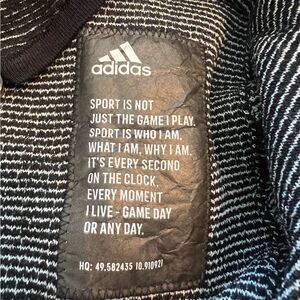 adidas
SPORT IS NOT
JUST THE GAME I PLAY.
SPORT IS WHO I AM,
WHAT I AM, WHY I AM.
IT'S EVERY SECOND
ON THE CLOCK,
EVERY MOMENT
I LIVE - GAME DAY
OR ANY DAY.
HQ: 49.582435 10.910921